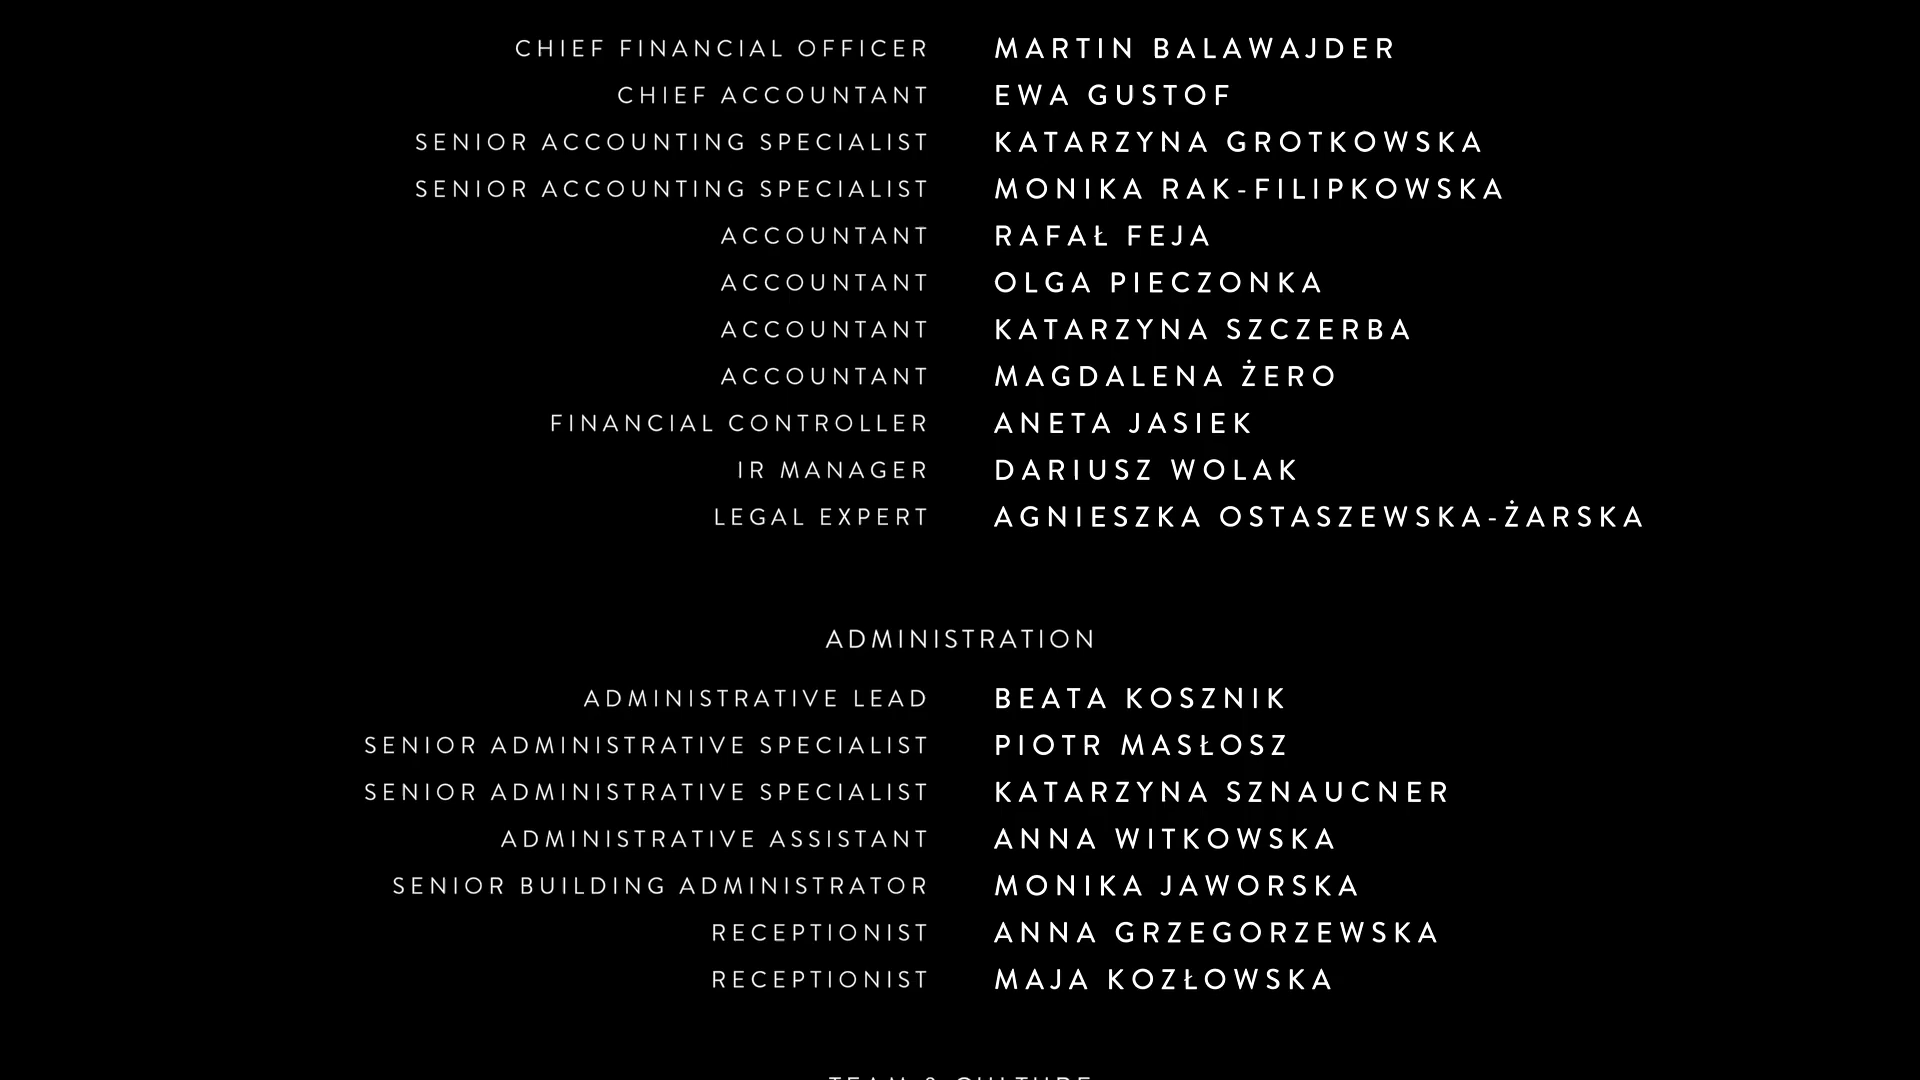 CHIEF FINANCIAL OFFICER MARTIN BALAWAJDER
CHIEF ACCOUNTANT EWA GUSTOF
SENIOR ACCOUNTING SPECIALIST KATARZYNA GROTKOWSKA
SENIOR ACCOUNTING SPECIALIST MONIKA RAK-FILIPKOWSKA
ACCOUNTANT RAFAŁ FEJA
ACCOUNTANT OLGA PIECZONKA
ACCOUNTANT KATARZYNA SZCZERBA
ACCOUNTANT MAGDALENA ŻERO
FINANCIAL CONTROLLER ANETA JASIEK
IR MANAGER DARIUSZ WOLAK
LEGAL EXPERT AGNIESZKA OSTASZEWSKA-ŻARSKA
ADMINISTRATION
ADMINISTRATIVE LEAD BEATA KOSZNIK
SENIOR ADMINISTRATIVE SPECIALIST PIOTR MASŁOSZ
SENIOR ADMINISTRATIVE SPECIALIST KATARZYNA SZNAUCNER
ADMINISTRATIVE ASSISTANT ANNA WITKOWSKA
SENIOR BUILDING ADMINISTRATOR MONIKA JAWORSKA
RECEPTIONIST ANNA GRZEGORZEWSKA
RECEPTIONIST MAJA KOZŁOWSKA
TEAM & CULTURE